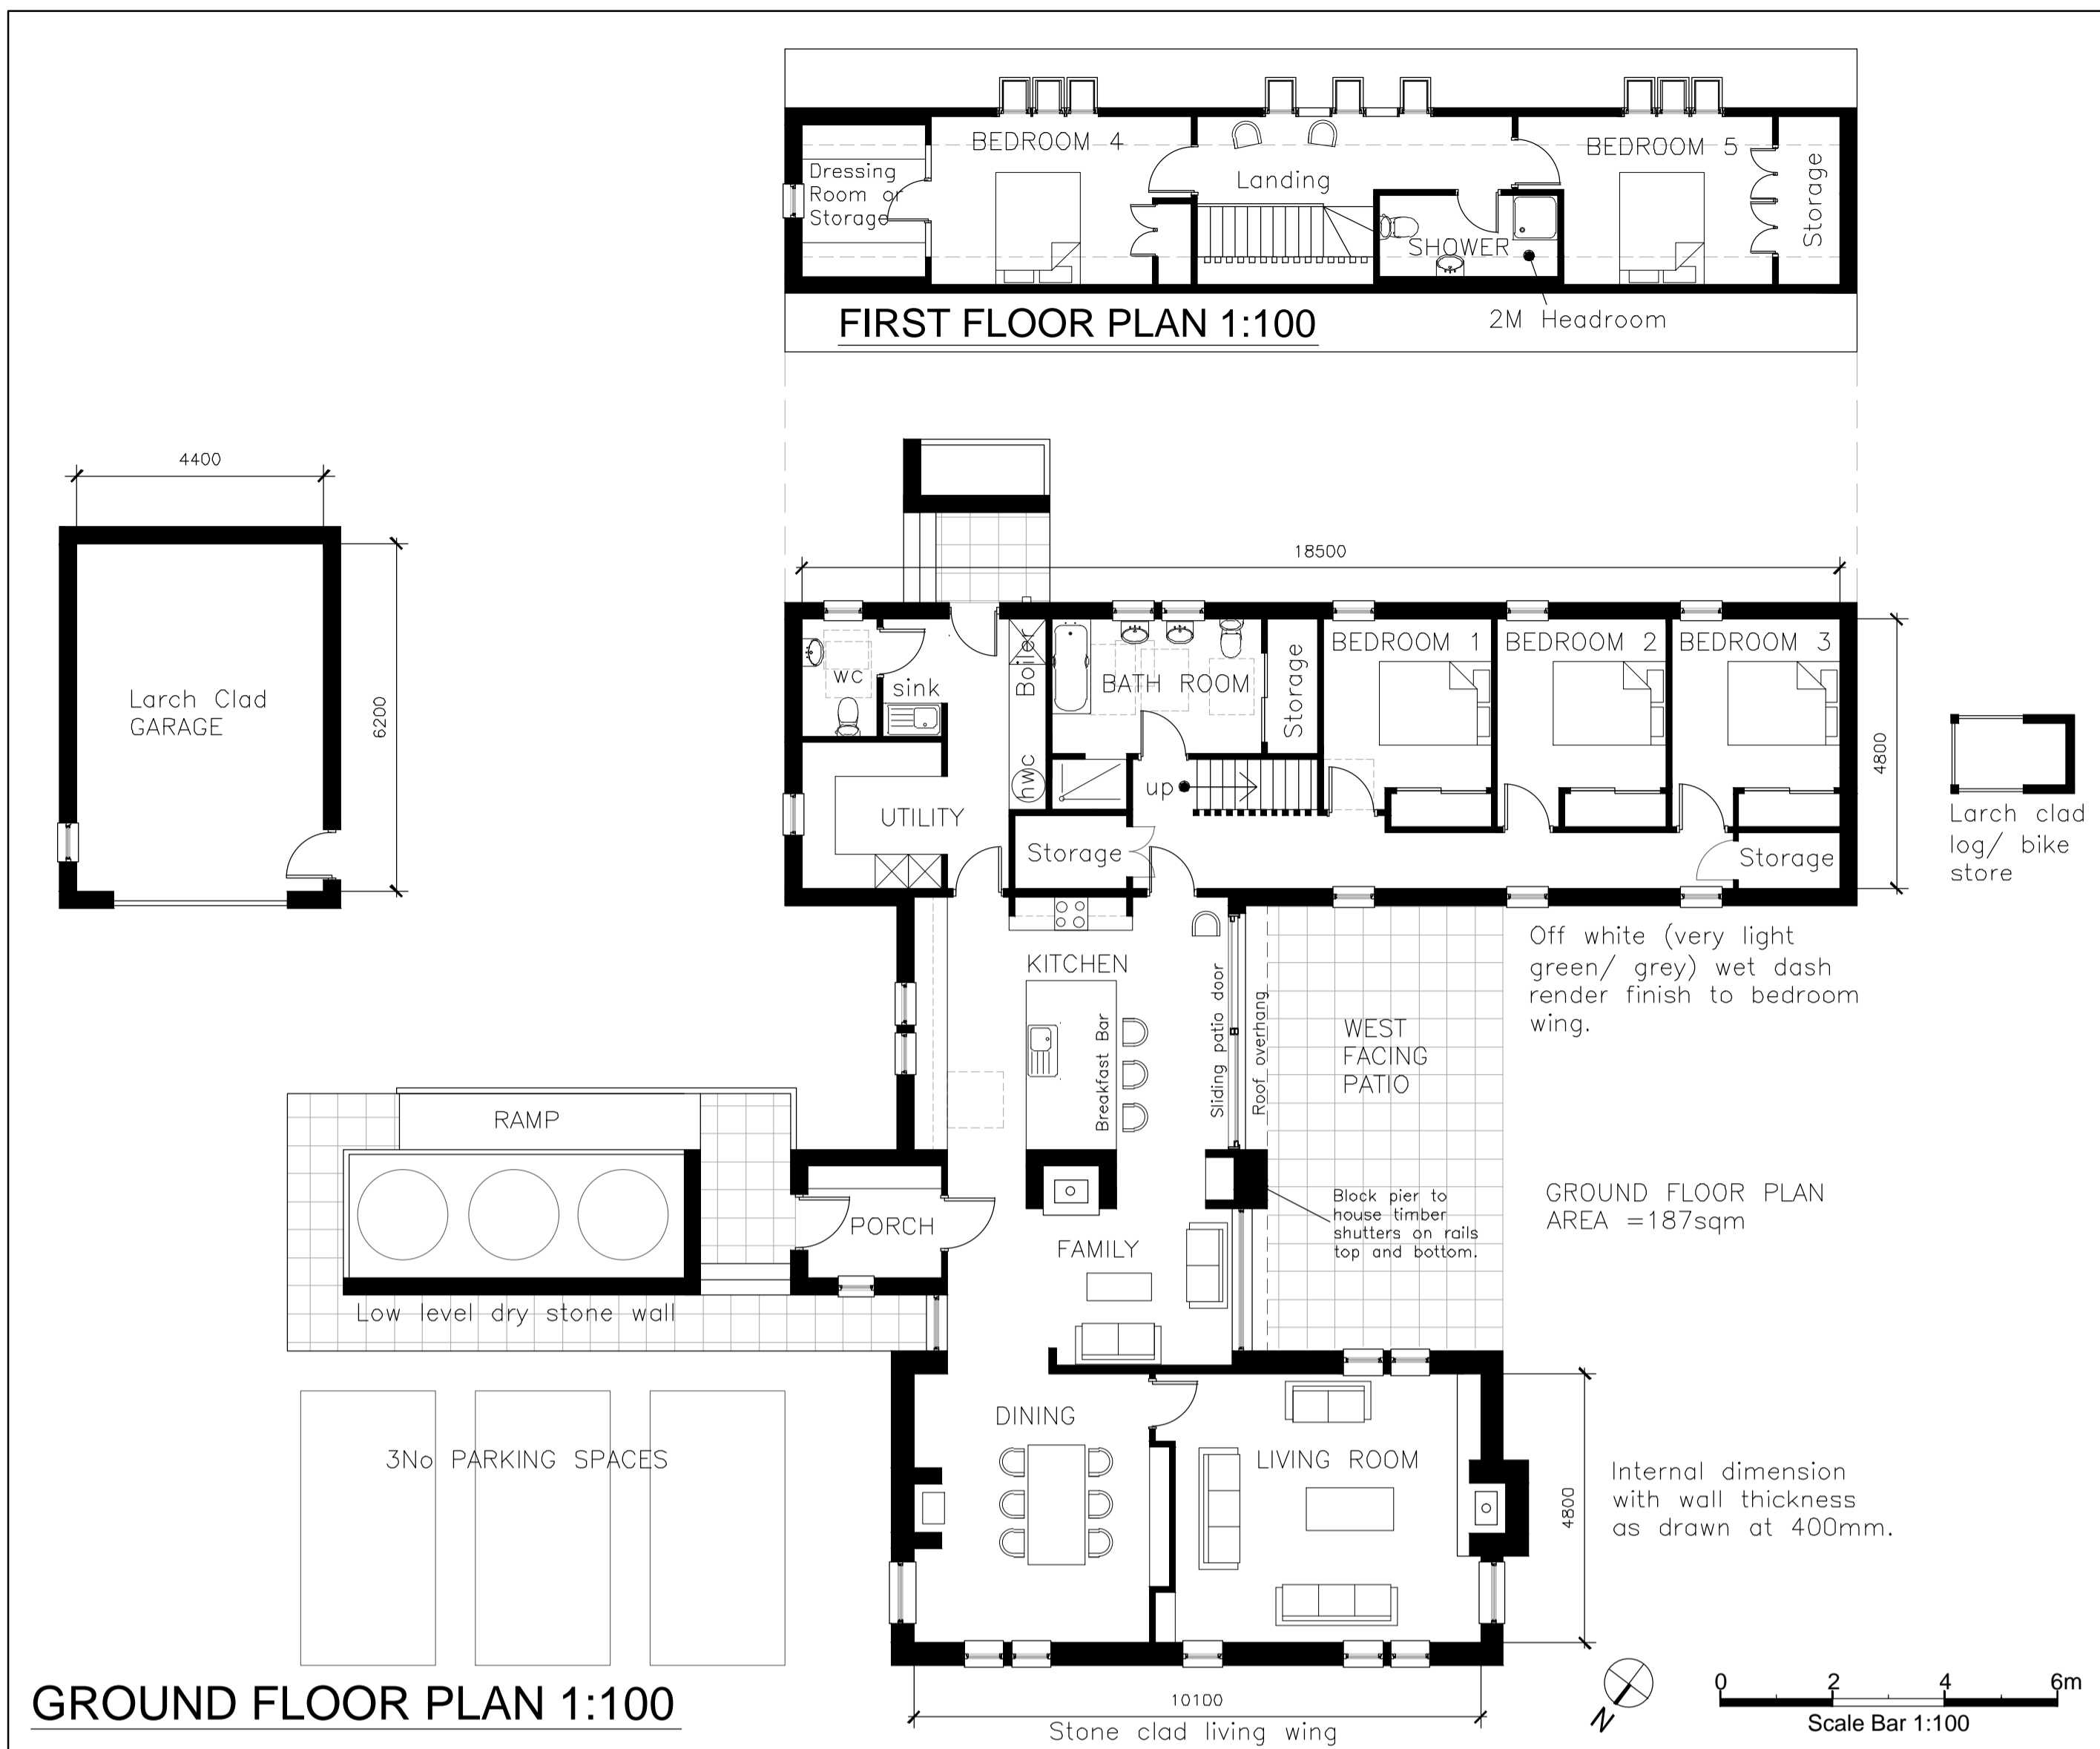 BEDROOM 4
BEDROOM 5
Dressing
Room or
Storage
Landing
SHOWER
Storage
FIRST FLOOR PLAN 1:100
2M Headroom
4400
6200
Larch Clad
GARAGE
18500
4800
wc
sink
Boiler
hwc
BATH ROOM
Storage
BEDROOM 1
BEDROOM 2
BEDROOM 3
UTILITY
Storage
up
Storage
Larch clad
log/ bike
store
KITCHEN
Breakfast Bar
Sliding patio door
Roof overhang
WEST
FACING
PATIO
Off white (very light
green/ grey) wet dash
render finish to bedroom
wing.
RAMP
PORCH
FAMILY
Block pier to
house timber
shutters on rails
top and bottom.
GROUND FLOOR PLAN
AREA =187sqm
Low level dry stone wall
3No PARKING SPACES
DINING
LIVING ROOM
4800
Internal dimension
with wall thickness
as drawn at 400mm.
GROUND FLOOR PLAN 1:100
10100
Stone clad living wing
N
0 2 4 6m
Scale Bar 1:100